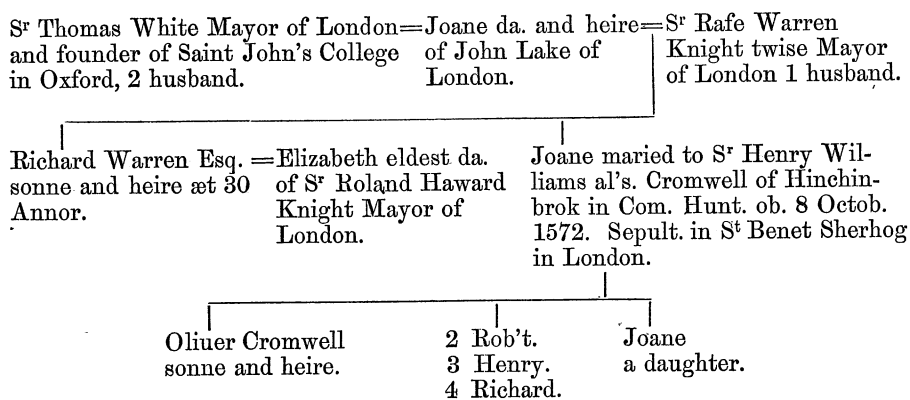 Sʳ Thomas White Mayor of London=Joane da. and heire=Sʳ Rafe Warren
and founder of Saint John's College of John Lake of Knight twise Mayor
in Oxford, 2 husband. London. of London 1 husband.
Richard Warren Esq. =Elizabeth eldest da. Joane maried to Sʳ Henry Wil-
sonne and heire æt 30 of Sʳ Roland Haward liams al's. Cromwell of Hinchin-
Annor. Knight Mayor of brok in Com. Hunt. ob. 8 Octob.
London. 1572. Sepult. in Sᵗ Benet Sherhog
in London.
Oliuer Cromwell 2 Rob't. Joane
sonne and heire. 3 Henry. a daughter.
4 Richard.